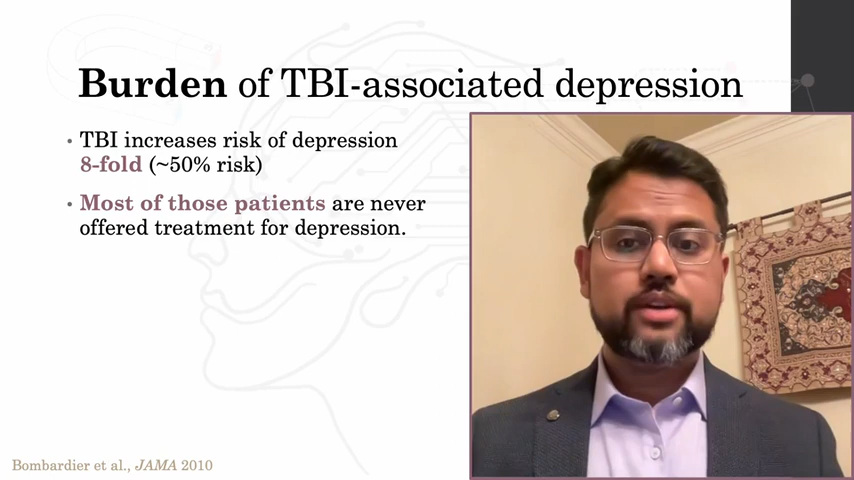 Burden of TBI-associated depression
• TBI increases risk of depression
8-fold (~50% risk)
• Most of those patients are never
offered treatment for depression.
Bombardier et al., JAMA 2010